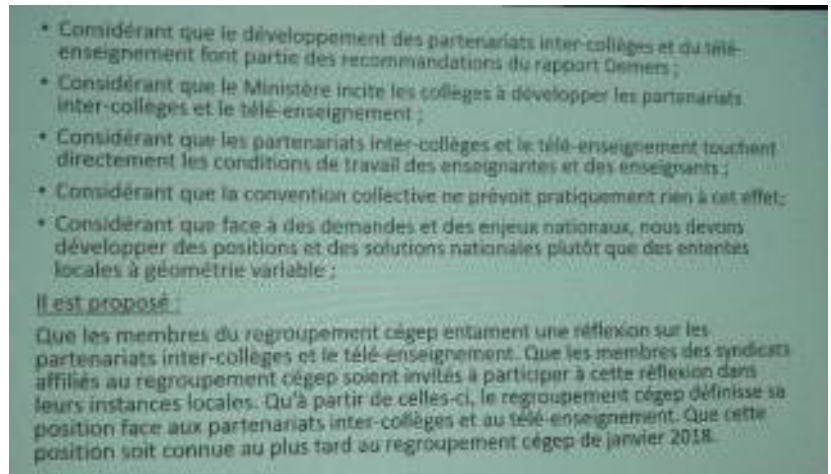 • Considérant que le développement des partenariats inter-collèges et du télé-
enseignement font partie des recommandations du rapport Demers ;
• Considérant que le Ministère incite les collèges à développer les partenariats
inter-collèges et le télé-enseignement ;
• Considérant que les partenariats inter-collèges et le télé-enseignement touchent
directement les conditions de travail des enseignantes et des enseignants ;
• Considérant que la convention collective ne prévoit pratiquement rien à cet effet;
• Considérant que face à des demandes et des enjeux nationaux, nous devons
développer des positions et des solutions nationales plutôt que des ententes
locales à géométrie variable ;
Il est proposé :
Que les membres du regroupement cégep entament une réflexion sur les
partenariats inter-collèges et le télé-enseignement. Que les membres des syndicats
affiliés au regroupement cégep soient invités à participer à cette réflexion dans
leurs instances locales. Qu'à partir de celles-ci, le regroupement cégep définisse sa
position face aux partenariats inter-collèges et au télé-enseignement. Que cette
position soit connue au plus tard au regroupement cégep de janvier 2018.